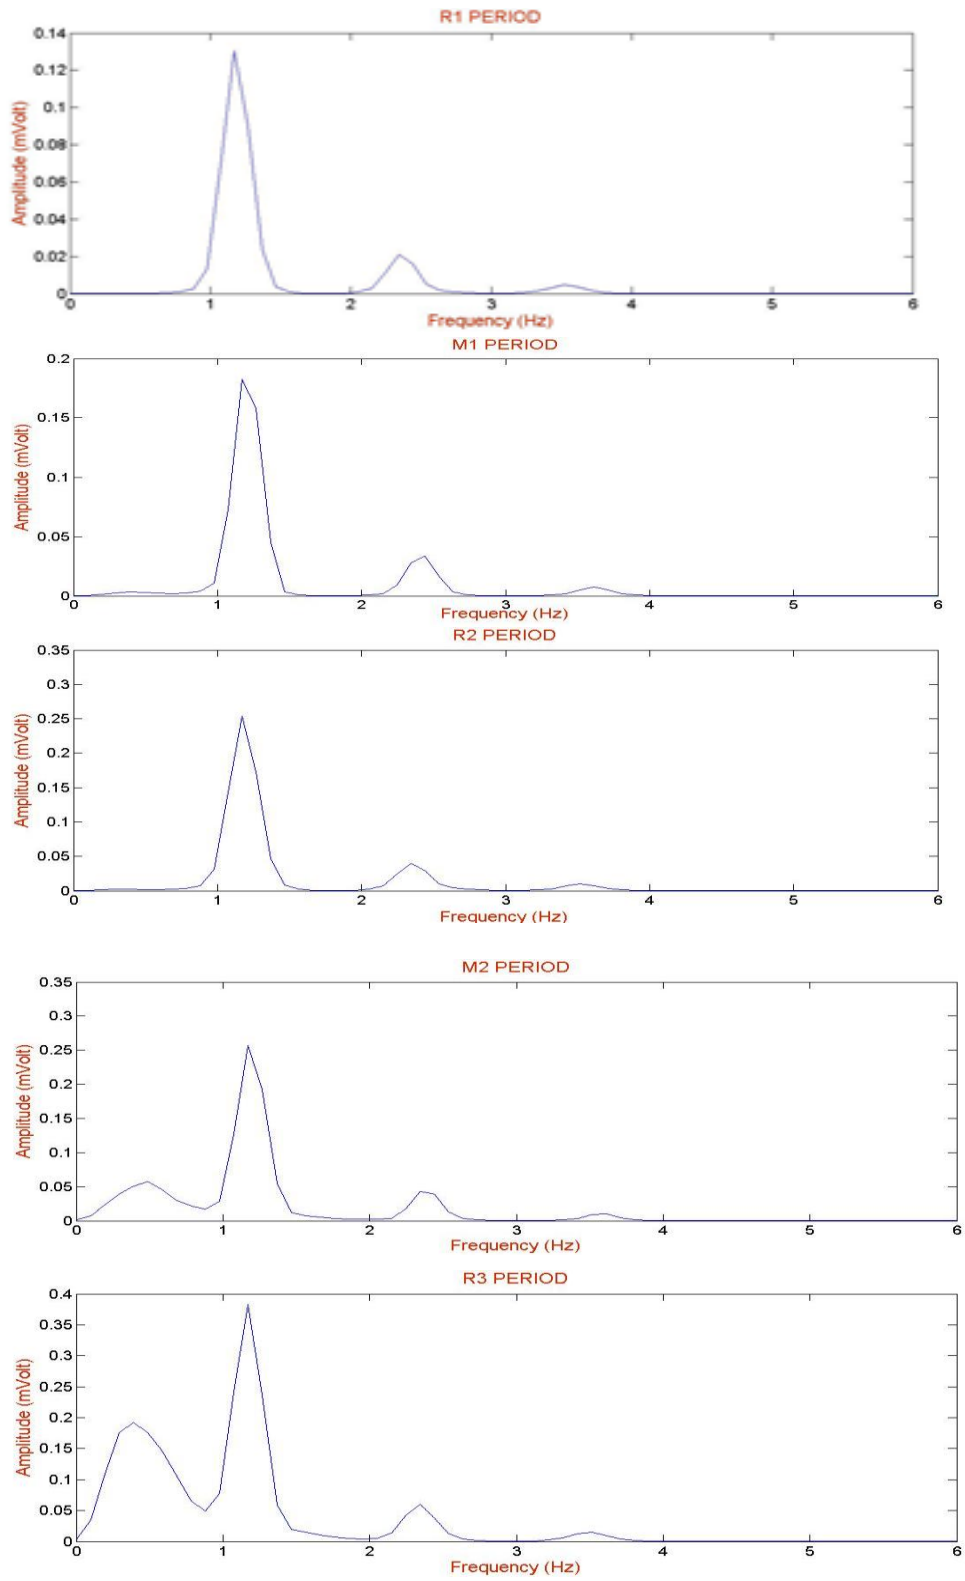 R1 PERIOD
0.14
0.12
0.1
0.08
0.06
0.04
0.02
0
Amplitude (mVolt)
0 1 2 3 4 5 6
Frequency (Hz)
M1 PERIOD
0.2
0.15
0.1
0.05
0
Amplitude (mVolt)
0 1 2 3 4 5 6
Frequency (Hz)
R2 PERIOD
0.35
0.3
0.25
0.2
0.15
0.1
0.05
0
Amplitude (mVolt)
0 1 2 3 4 5 6
Frequency (Hz)
M2 PERIOD
0.35
0.3
0.25
0.2
0.15
0.1
0.05
0
Amplitude (mVolt)
0 1 2 3 4 5 6
Frequency (Hz)
R3 PERIOD
0.4
0.35
0.3
0.25
0.2
0.15
0.1
0.05
0
Amplitude (mVolt)
0 1 2 3 4 5 6
Frequency (Hz)